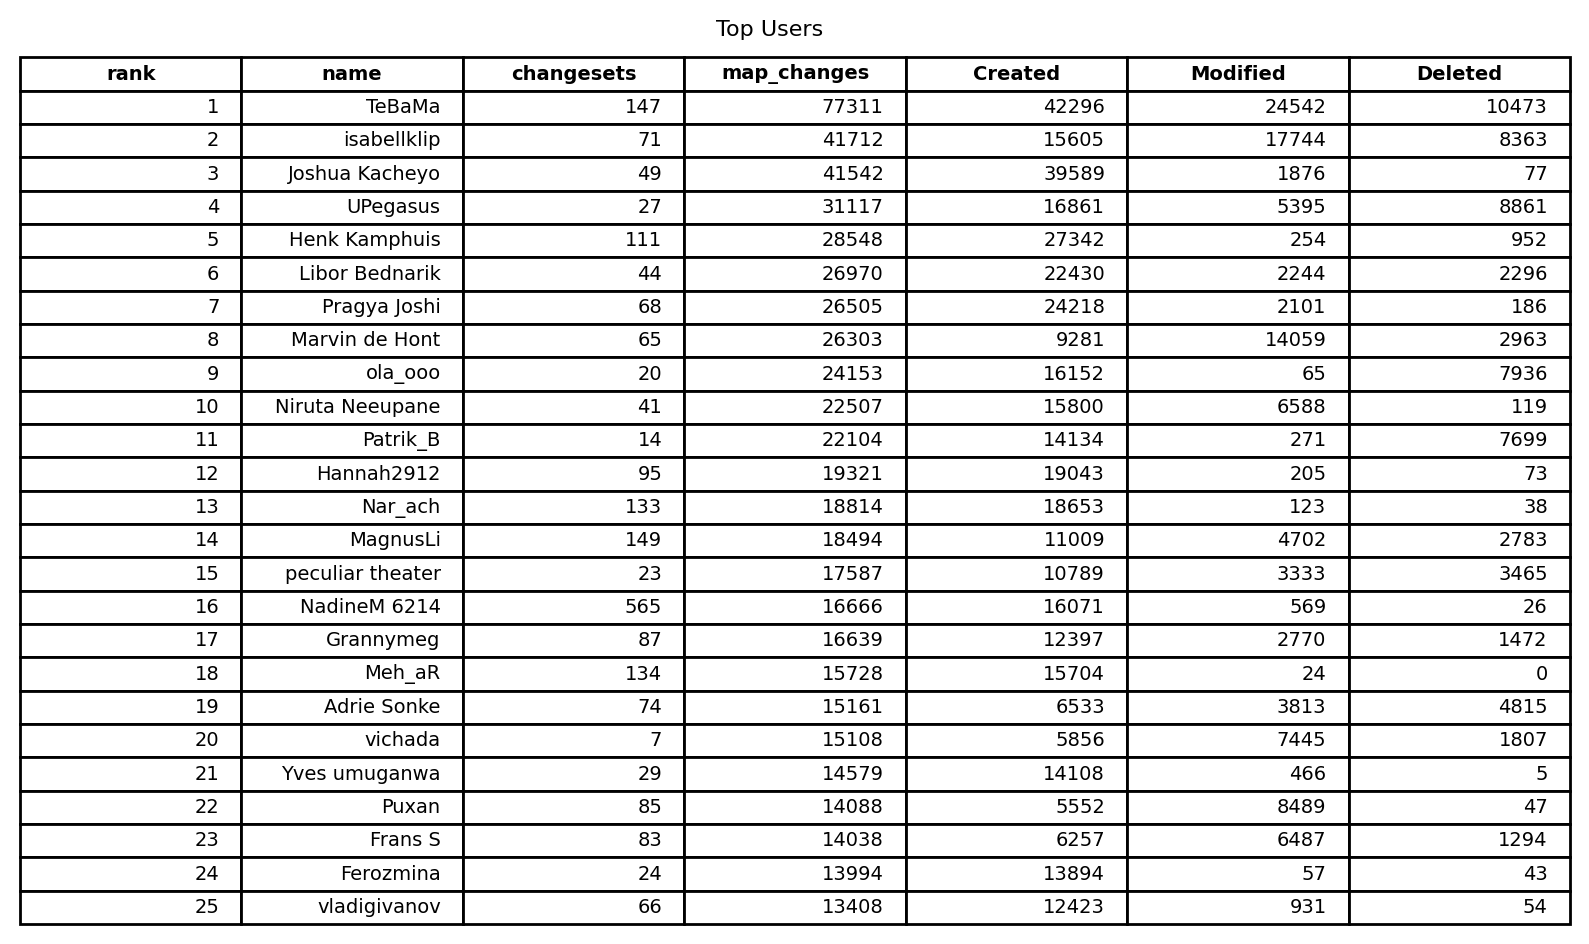 Top Users
rank name changesets map_changes Created Modified Deleted
1 TeBaMa 147 77311 42296 24542 10473
2 isabellklip 71 41712 15605 17744 8363
3 Joshua Kacheyo 49 41542 39589 1876 77
4 UPegasus 27 31117 16861 5395 8861
5 Henk Kamphuis 111 28548 27342 254 952
6 Libor Bednarik 44 26970 22430 2244 2296
7 Pragya Joshi 68 26505 24218 2101 186
8 Marvin de Hont 65 26303 9281 14059 2963
9 ola_ooo 20 24153 16152 65 7936
10 Niruta Neeupane 41 22507 15800 6588 119
11 Patrik_B 14 22104 14134 271 7699
12 Hannah2912 95 19321 19043 205 73
13 Nar_ach 133 18814 18653 123 38
14 MagnusLi 149 18494 11009 4702 2783
15 peculiar theater 23 17587 10789 3333 3465
16 NadineM 6214 565 16666 16071 569 26
17 Grannymeg 87 16639 12397 2770 1472
18 Meh_aR 134 15728 15704 24 0
19 Adrie Sonke 74 15161 6533 3813 4815
20 vichada 7 15108 5856 7445 1807
21 Yves umuganwa 29 14579 14108 466 5
22 Puxan 85 14088 5552 8489 47
23 Frans S 83 14038 6257 6487 1294
24 Ferozmina 24 13994 13894 57 43
25 vladigivanov 66 13408 12423 931 54